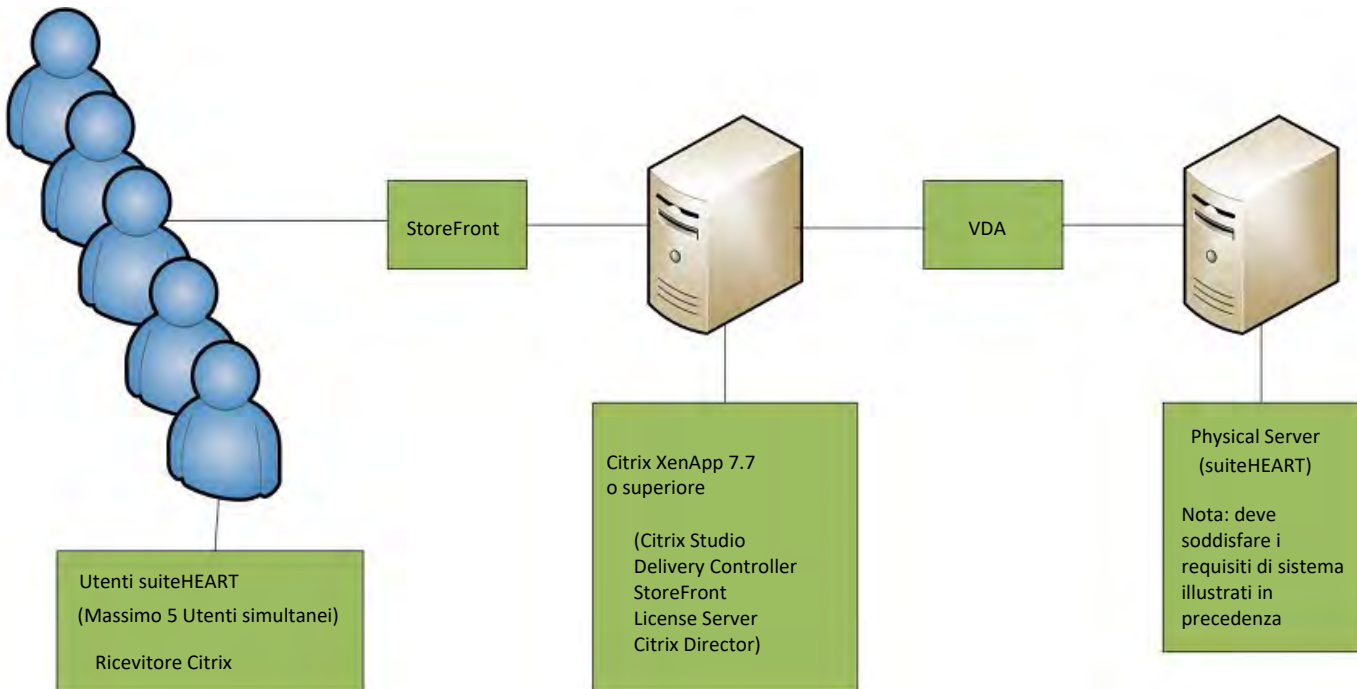 StoreFront
VDA
Utenti suiteHEART
(Massimo 5 Utenti simultanei)
Ricevitore Citrix
Citrix XenApp 7.7
o superiore
(Citrix Studio
Delivery Controller
StoreFront
License Server
Citrix Director)
Physical Server
(suiteHEART)
Nota: deve
soddisfare i
requisiti di sistema
illustrati in
precedenza